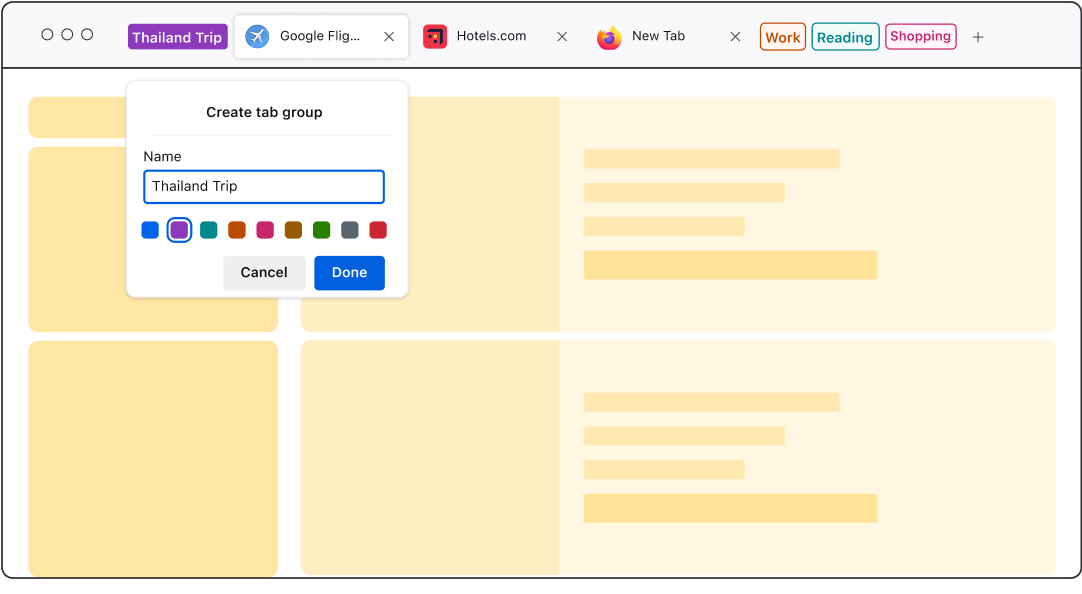 Thailand Trip Google Flig... Hotels.com New Tab Work Reading Shopping
Create tab group
Name
Thailand Trip
Cancel Done